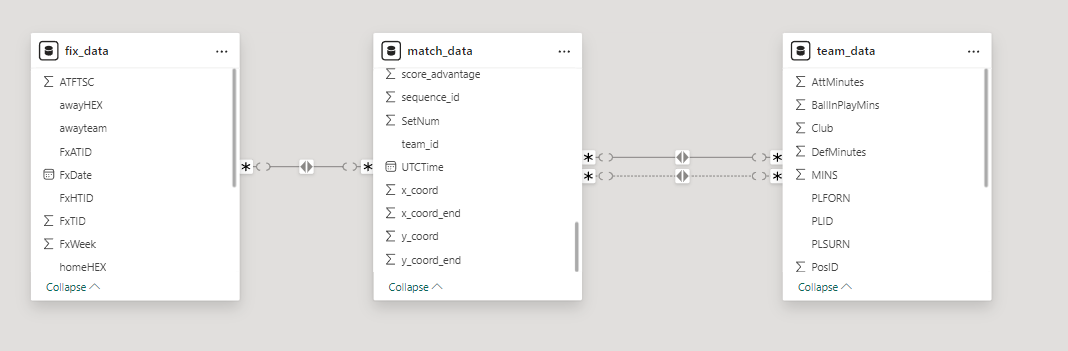 fix_data
ATFTSC
awayHEX
awayteam
FxATID
FxDate
FxHTID
FxTID
FxWeek
homeHEX
Collapse
match_data
score_advantage
sequence_id
SetNum
team_id
UTCTime
x_coord
x_coord_end
y_coord
y_coord_end
Collapse
team_data
AttMinutes
BallInPlayMins
Club
DefMinutes
MINS
PLFORN
PLID
PLSURN
PosID
Collapse